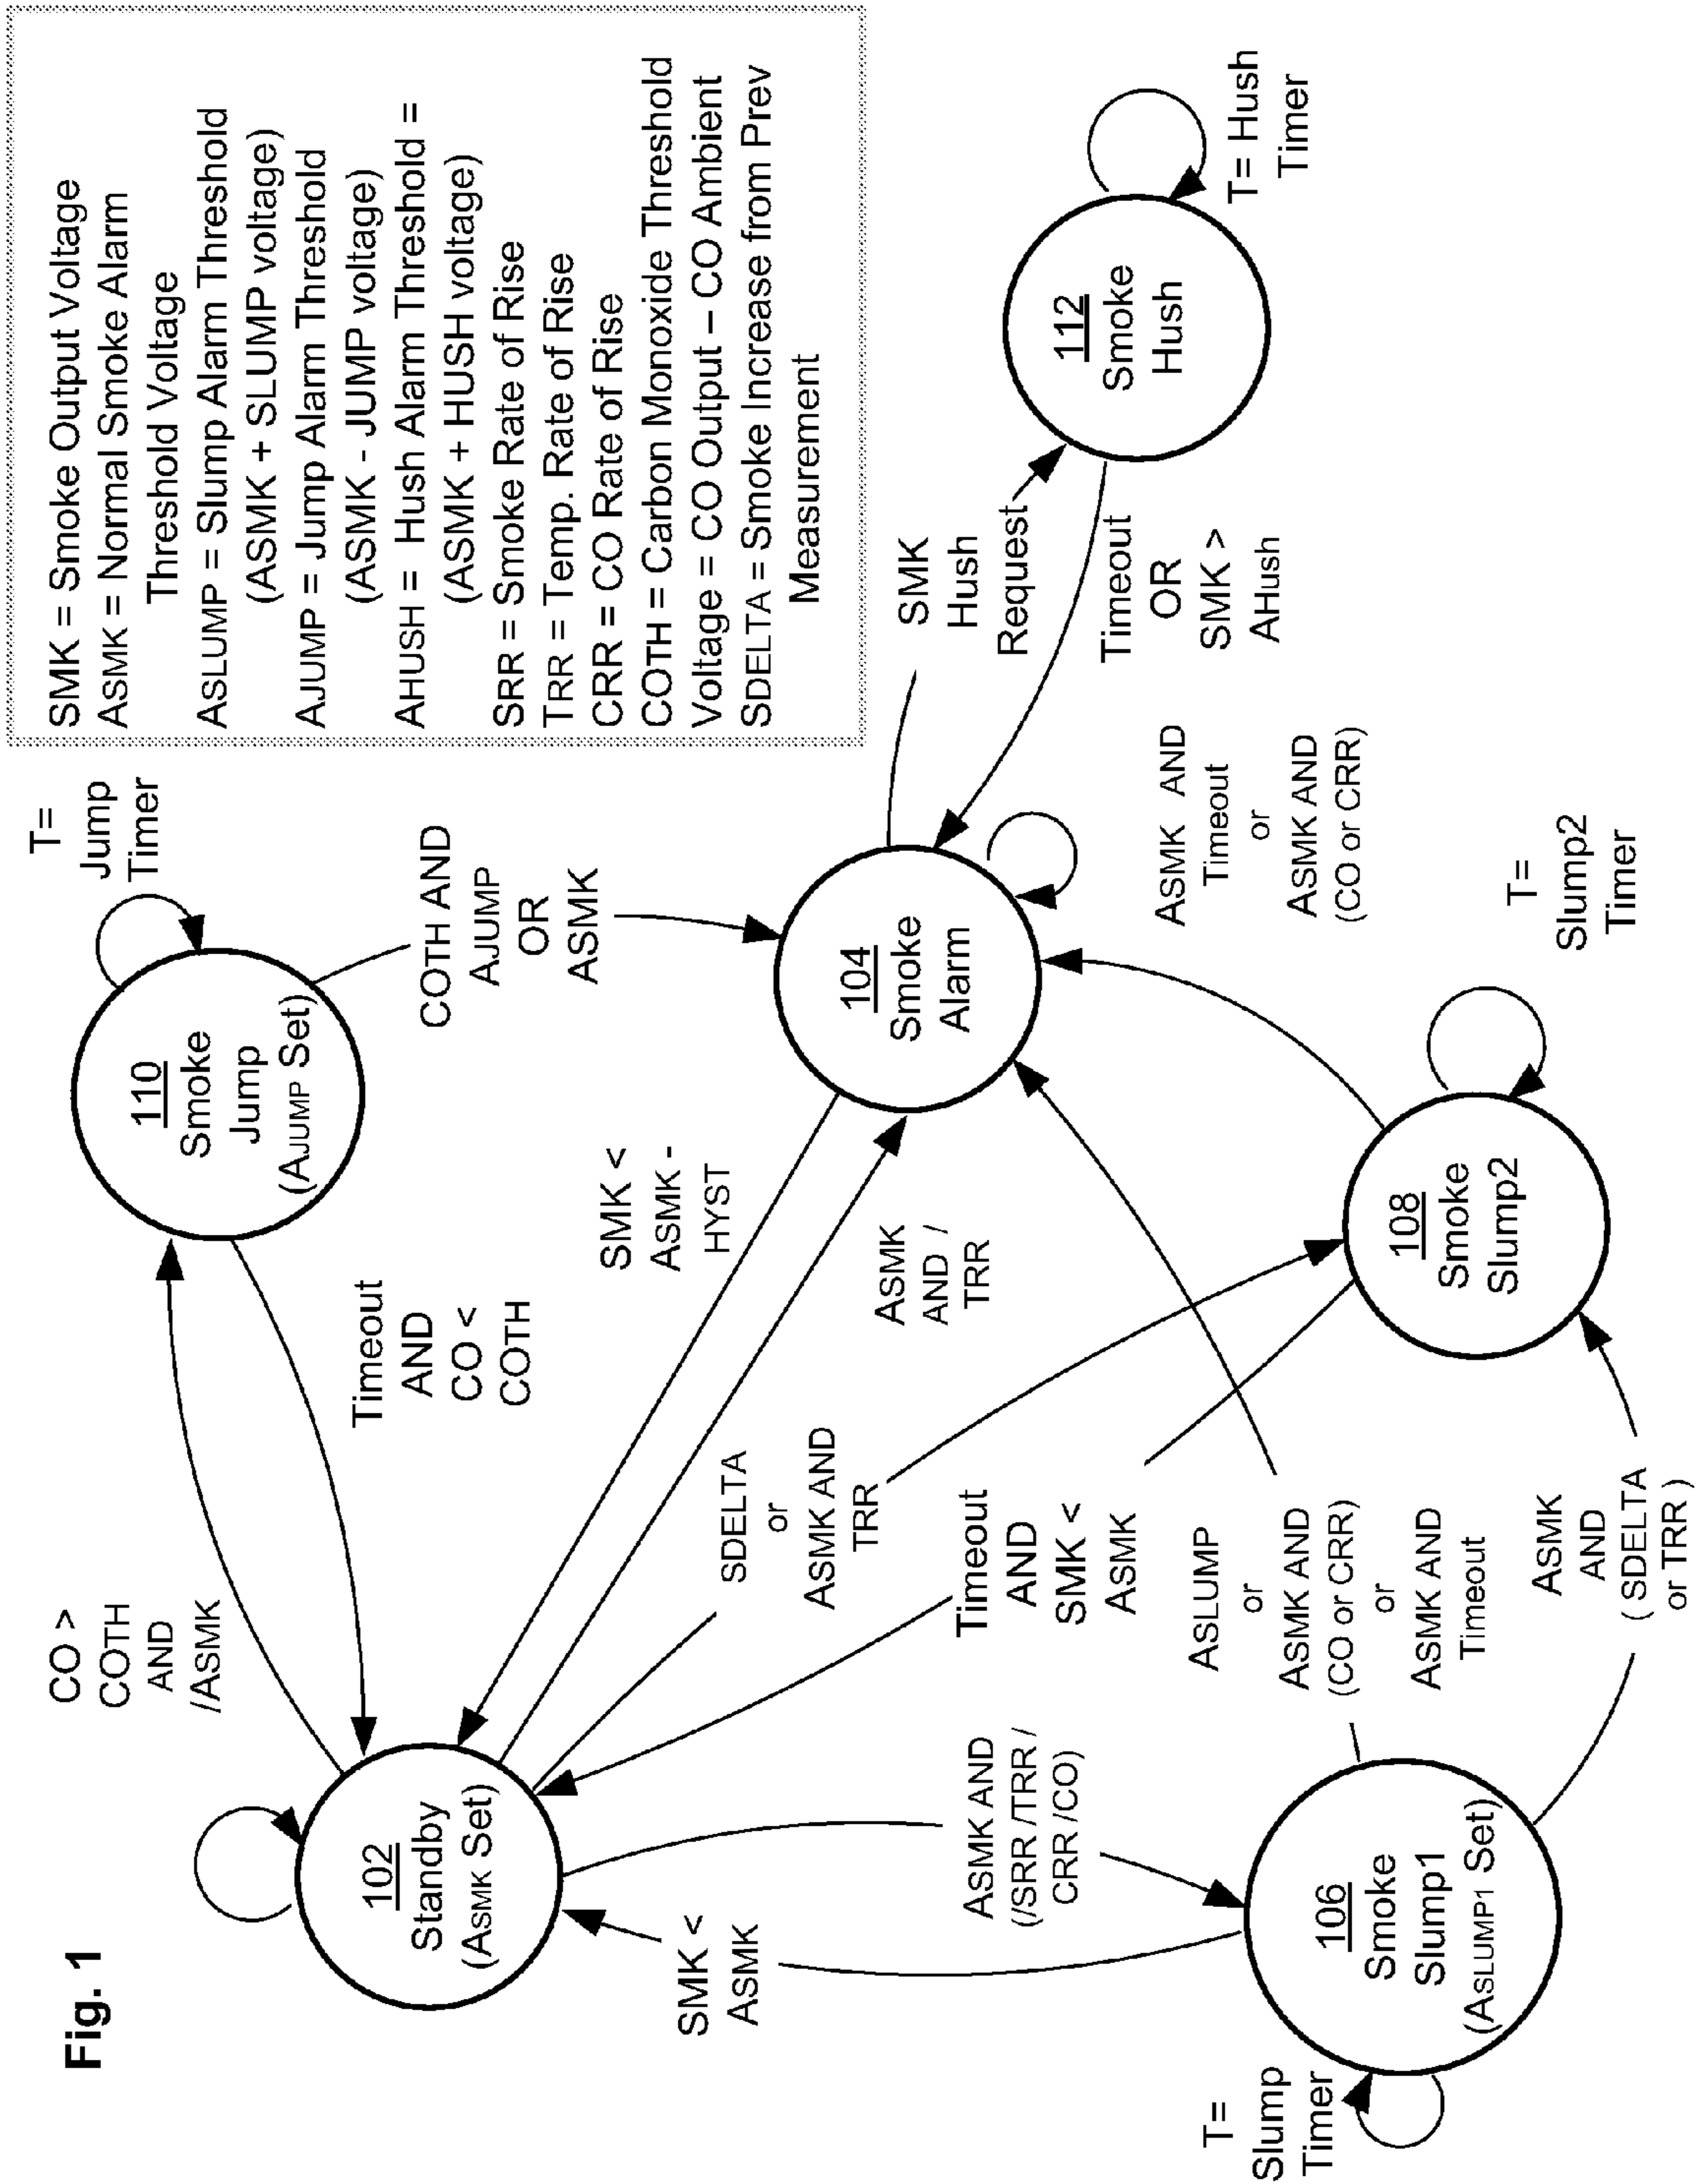 Fig. 1
SMK = Smoke Output Voltage
ASMK = Normal Smoke Alarm
Threshold Voltage
ASLUMP = Slump Alarm Threshold
(ASMK + SLUMP voltage)
AJUMP = Jump Alarm Threshold
(ASMK - JUMP voltage)
AHUSH = Hush Alarm Threshold =
(ASMK + HUSH voltage)
SRR = Smoke Rate of Rise
TRR = Temp. Rate of Rise
CRR = CO Rate of Rise
COTH = Carbon Monoxide Threshold
Voltage = CO Output – CO Ambient
SDELTA = Smoke Increase from Prev
Measurement
CO >
COTH
AND
/ASMK
110
Smoke
Jump
(AJUMP Set)
T=
Jump
Timer
Timeout
AND
CO <
COTH
COTH AND
AJUMP
OR
ASMK
102
Standby
(ASMK Set)
SMK <
ASMK -
HYST
ASMK
AND /
TRR
104
Smoke
Alarm
SMK
Hush
Request
Timeout
OR
SMK >
AHush
112
Smoke
Hush
T= Hush
Timer
SDELTA
or
ASMK AND
TRR
Timeout
AND
SMK <
ASMK
ASMK AND
Timeout
or
ASMK AND
(CO or CRR)
SMK <
ASMK
ASMK AND
(/SRR /TRR /
CRR /CO)
ASLUMP
or
ASMK AND
(CO or CRR)
or
ASMK AND
Timeout
108
Smoke
Slump2
T=
Slump2
Timer
T=
Slump
Timer
106
Smoke
Slump1
(ASLUMP1 Set)
ASMK
AND
( SDELTA
or TRR )